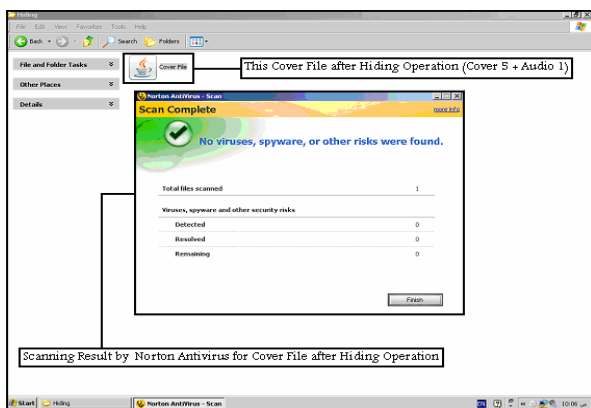 Hiding
File Edit View Favorites Tools Help
Back Search Folders
File and Folder Tasks
Other Places
Details
Cover File
This Cover File after Hiding Operation (Cover 5 + Audio 1)
Norton AntiVirus - Scan
Scan Complete
more info
No viruses, spyware, or other risks were found.
Total files scanned 1
Viruses, spyware and other security risks
Detected 0
Resolved 0
Remaining 0
Finish
Scanning Result by Norton Antivirus for Cover File after Hiding Operation
Start Hiding Norton AntiVirus - Scan EN 10:06